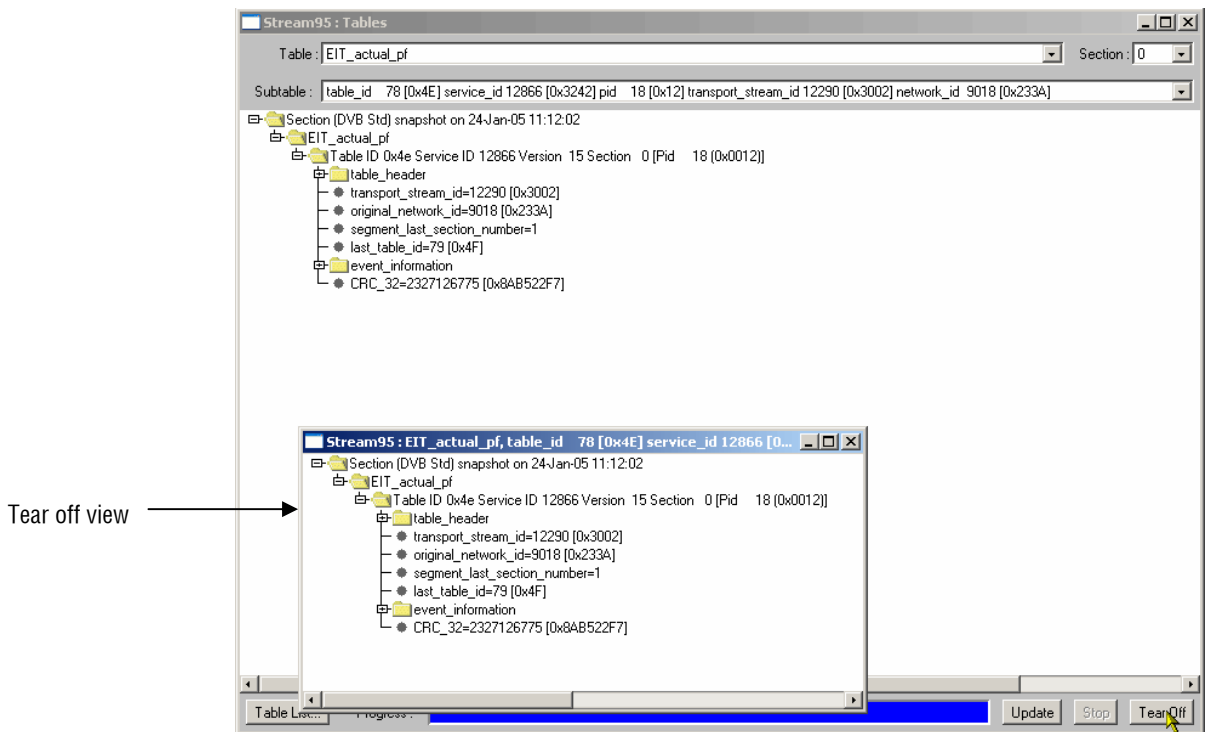 Stream95 : Tables
Table : EIT_actual_pf Section : 0
Subtable : table_id 78 [0x4E] service_id 12866 [0x3242] pid 18 [0x12] transport_stream_id 12290 [0x3002] network_id 9018 [0x233A]
Section (DVB Std) snapshot on 24-Jan-05 11:12:02
EIT_actual_pf
Table ID 0x4e Service ID 12866 Version 15 Section 0 [Pid 18 (0x0012)]
table_header
transport_stream_id=12290 [0x3002]
original_network_id=9018 [0x233A]
segment_last_section_number=1
last_table_id=79 [0x4F]
event_information
CRC_32=2327126775 [0x8AB522F7]
Tear off view
Stream95 : EIT_actual_pf, table_id 78 [0x4E] service_id 12866 [0...
Section (DVB Std) snapshot on 24-Jan-05 11:12:02
EIT_actual_pf
Table ID 0x4e Service ID 12866 Version 15 Section 0 [Pid 18 (0x0012)]
table_header
transport_stream_id=12290 [0x3002]
original_network_id=9018 [0x233A]
segment_last_section_number=1
last_table_id=79 [0x4F]
event_information
CRC_32=2327126775 [0x8AB522F7]
Table List... Progress : Update Stop Tear Off